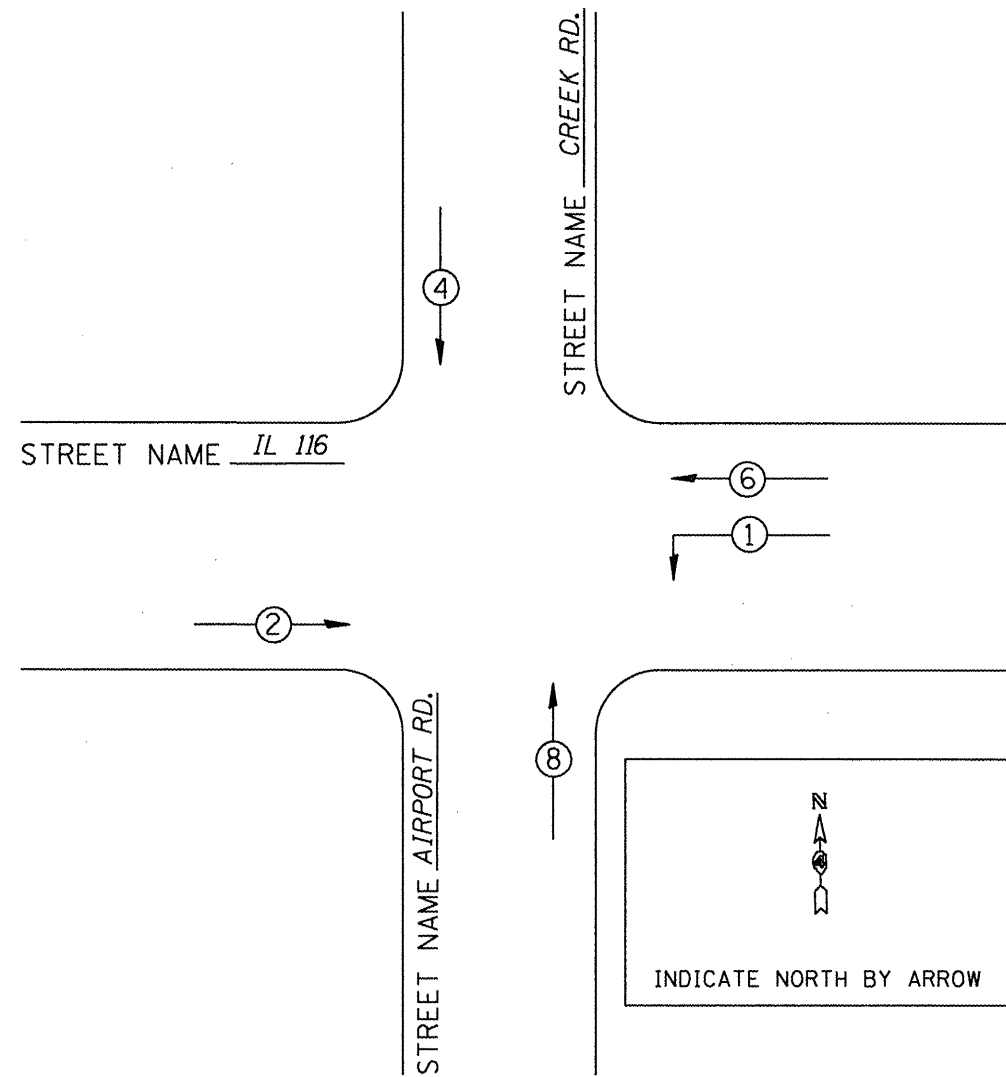 STREET NAME CREEK RD.
4
STREET NAME IL 116
6
1
2
STREET NAME AIRPORT RD.
8
N
INDICATE NORTH BY ARROW